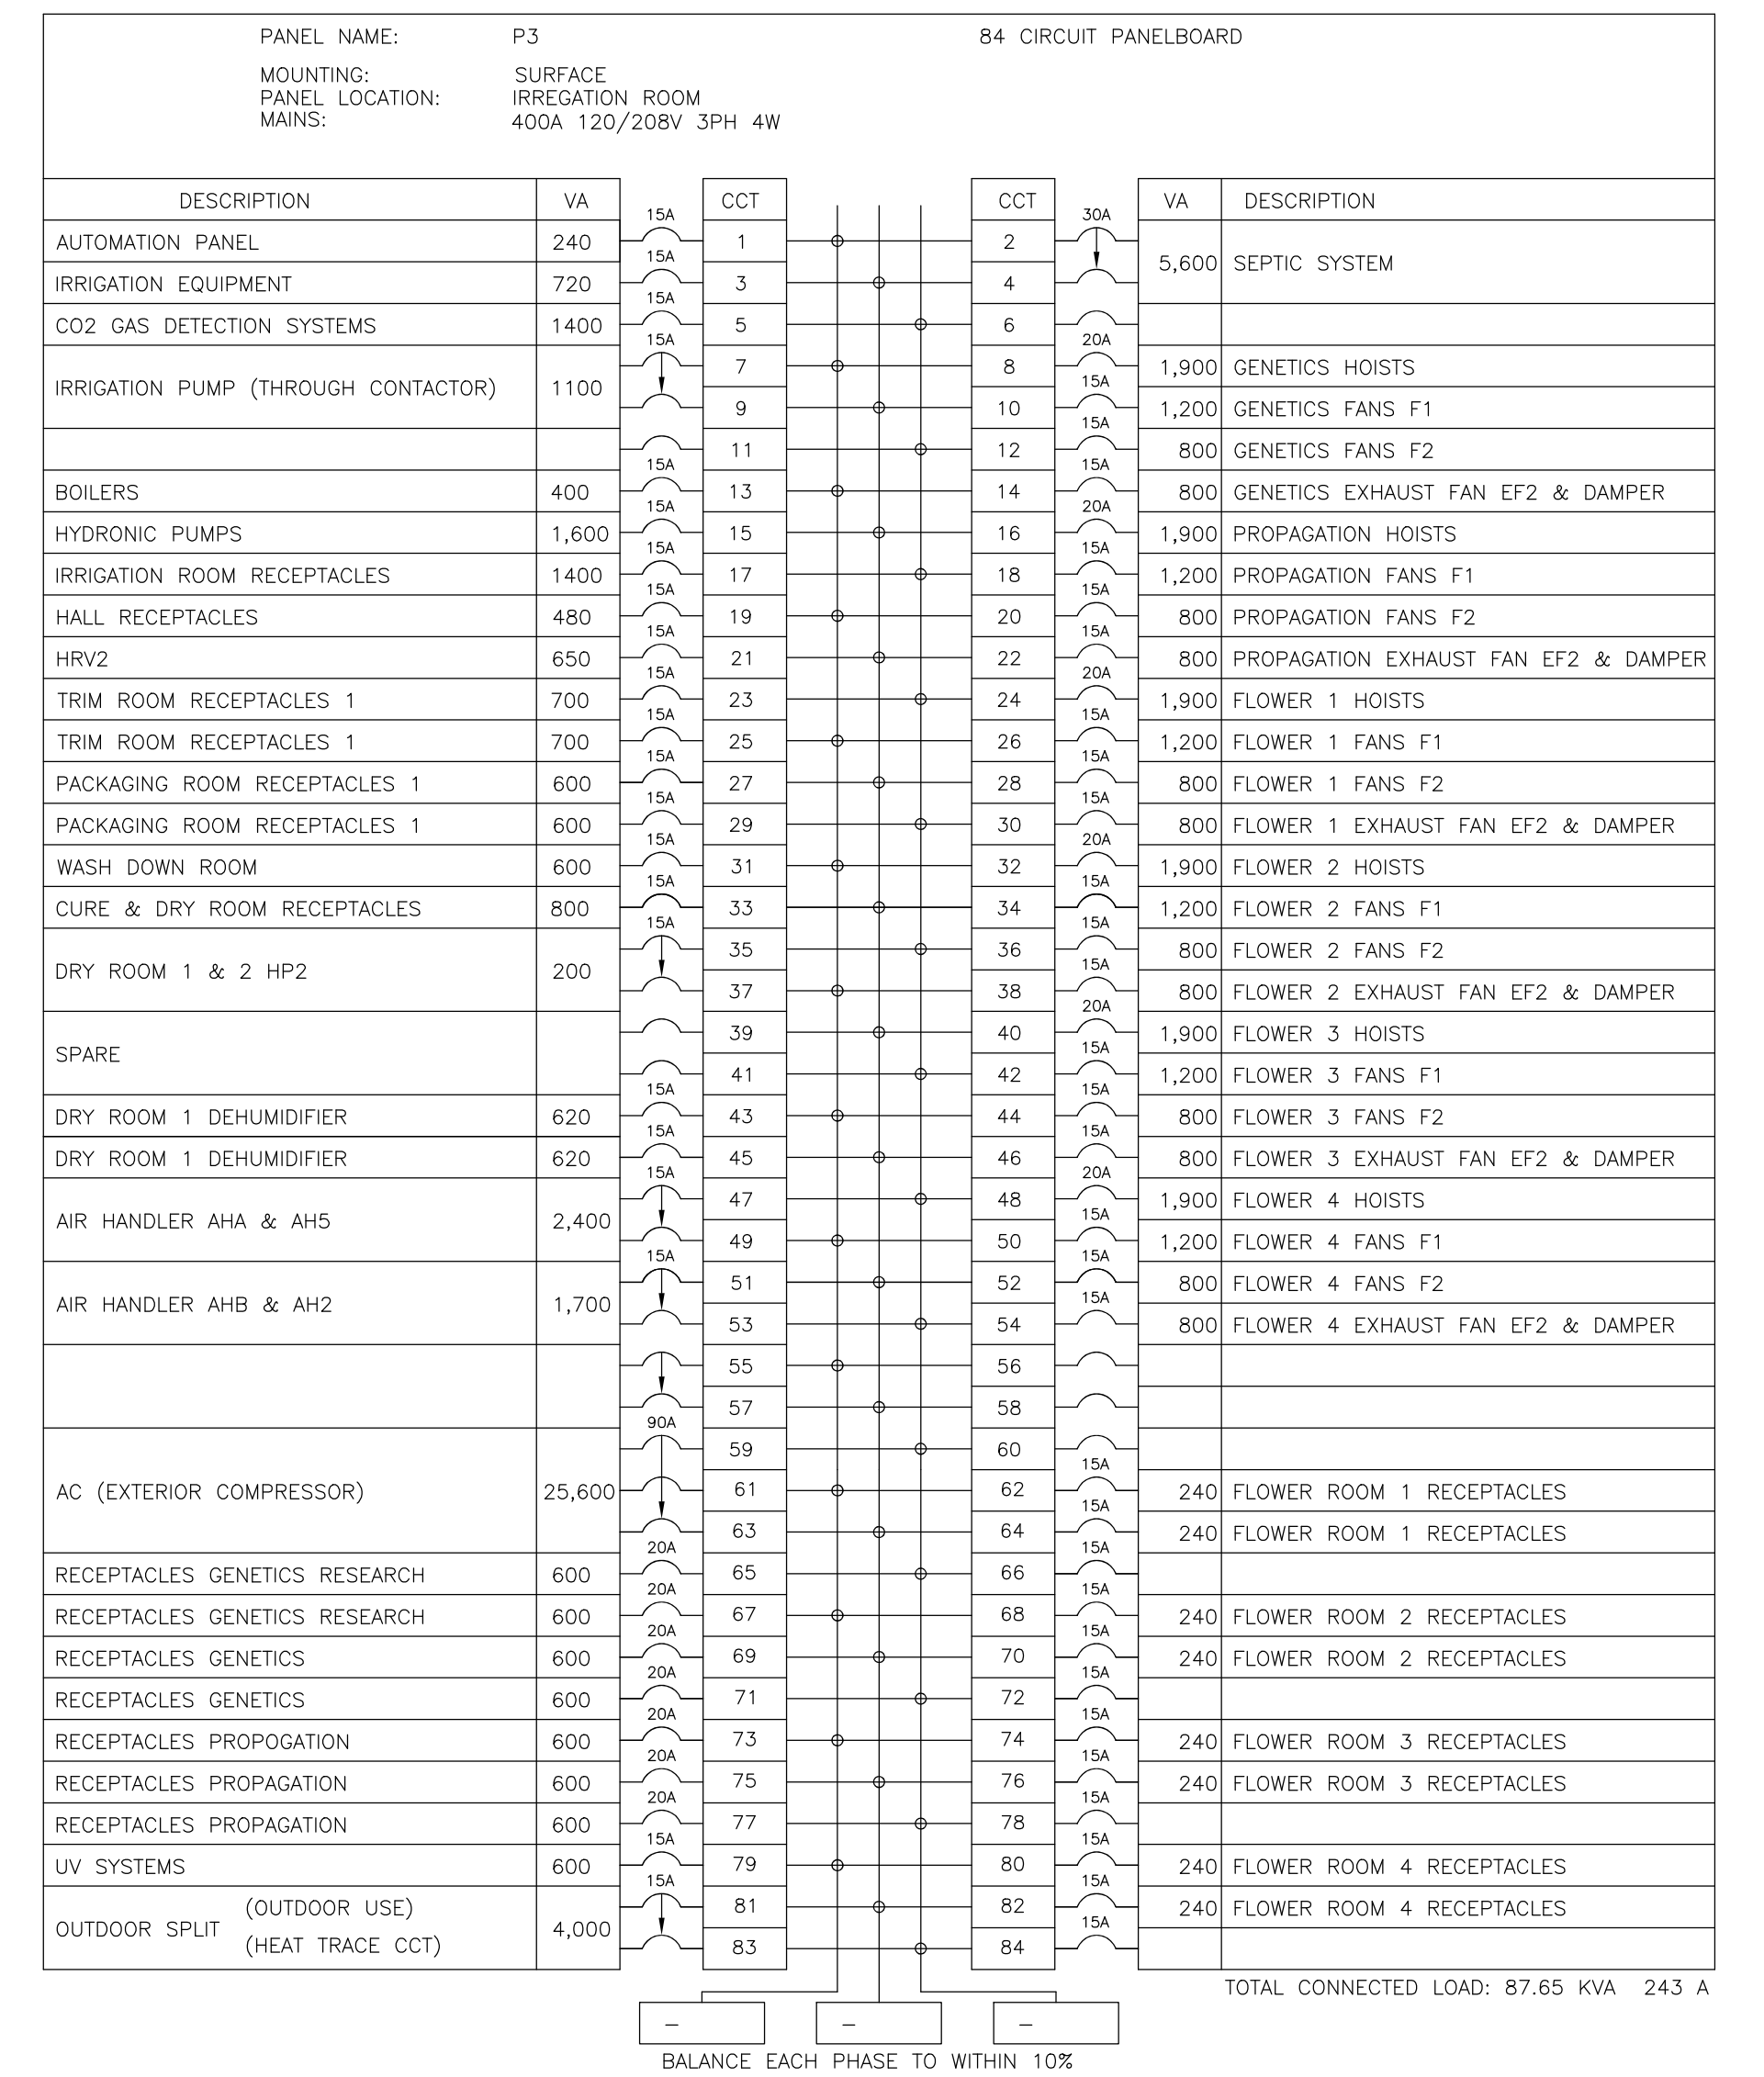 PANEL NAME: P3 84 CIRCUIT PANELBOARD
MOUNTING: SURFACE
PANEL LOCATION: IRREGATION ROOM
MAINS: 400A 120/208V 3PH 4W
DESCRIPTION VA CCT CCT VA DESCRIPTION
AUTOMATION PANEL 240 15A 1 2 30A 5,600 SEPTIC SYSTEM
IRRIGATION EQUIPMENT 720 15A 3 4
CO2 GAS DETECTION SYSTEMS 1400 15A 5 6
IRRIGATION PUMP (THROUGH CONTACTOR) 1100 15A 7 8 20A 1,900 GENETICS HOISTS
9 10 15A 1,200 GENETICS FANS F1
11 12 15A 800 GENETICS FANS F2
BOILERS 400 15A 13 14 15A 800 GENETICS EXHAUST FAN EF2 & DAMPER
HYDRONIC PUMPS 1,600 15A 15 16 20A 1,900 PROPAGATION HOISTS
IRRIGATION ROOM RECEPTACLES 1400 15A 17 18 15A 1,200 PROPAGATION FANS F1
HALL RECEPTACLES 480 15A 19 20 15A 800 PROPAGATION FANS F2
HRV2 650 15A 21 22 15A 800 PROPAGATION EXHAUST FAN EF2 & DAMPER
TRIM ROOM RECEPTACLES 1 700 15A 23 24 20A 1,900 FLOWER 1 HOISTS
TRIM ROOM RECEPTACLES 1 700 15A 25 26 15A 1,200 FLOWER 1 FANS F1
PACKAGING ROOM RECEPTACLES 1 600 15A 27 28 15A 800 FLOWER 1 FANS F2
PACKAGING ROOM RECEPTACLES 1 600 15A 29 30 15A 800 FLOWER 1 EXHAUST FAN EF2 & DAMPER
WASH DOWN ROOM 600 15A 31 32 20A 1,900 FLOWER 2 HOISTS
CURE & DRY ROOM RECEPTACLES 800 15A 33 34 15A 1,200 FLOWER 2 FANS F1
DRY ROOM 1 & 2 HP2 200 15A 35 36 15A 800 FLOWER 2 FANS F2
37 38 15A 800 FLOWER 2 EXHAUST FAN EF2 & DAMPER
SPARE 39 40 20A 1,900 FLOWER 3 HOISTS
41 42 15A 1,200 FLOWER 3 FANS F1
DRY ROOM 1 DEHUMIDIFIER 620 15A 43 44 15A 800 FLOWER 3 FANS F2
DRY ROOM 1 DEHUMIDIFIER 620 15A 45 46 15A 800 FLOWER 3 EXHAUST FAN EF2 & DAMPER
AIR HANDLER AHA & AH5 2,400 15A 47 48 20A 1,900 FLOWER 4 HOISTS
49 50 15A 1,200 FLOWER 4 FANS F1
AIR HANDLER AHB & AH2 1,700 15A 51 52 15A 800 FLOWER 4 FANS F2
53 54 15A 800 FLOWER 4 EXHAUST FAN EF2 & DAMPER
55 56
57 58
AC (EXTERIOR COMPRESSOR) 25,600 90A 59 60
61 62 15A 240 FLOWER ROOM 1 RECEPTACLES
63 64 15A 240 FLOWER ROOM 1 RECEPTACLES
RECEPTACLES GENETICS RESEARCH 600 20A 65 66 15A
RECEPTACLES GENETICS RESEARCH 600 20A 67 68 15A 240 FLOWER ROOM 2 RECEPTACLES
RECEPTACLES GENETICS 600 20A 69 70 15A 240 FLOWER ROOM 2 RECEPTACLES
RECEPTACLES GENETICS 600 20A 71 72 15A
RECEPTACLES PROPOGATION 600 20A 73 74 15A 240 FLOWER ROOM 3 RECEPTACLES
RECEPTACLES PROPAGATION 600 20A 75 76 15A 240 FLOWER ROOM 3 RECEPTACLES
RECEPTACLES PROPAGATION 600 20A 77 78 15A
UV SYSTEMS 600 15A 79 80 15A 240 FLOWER ROOM 4 RECEPTACLES
OUTDOOR SPLIT (OUTDOOR USE) 4,000 15A 81 82 15A 240 FLOWER ROOM 4 RECEPTACLES
(HEAT TRACE CCT) 83 84 15A
TOTAL CONNECTED LOAD: 87.65 KVA 243 A
– – –
BALANCE EACH PHASE TO WITHIN 10%